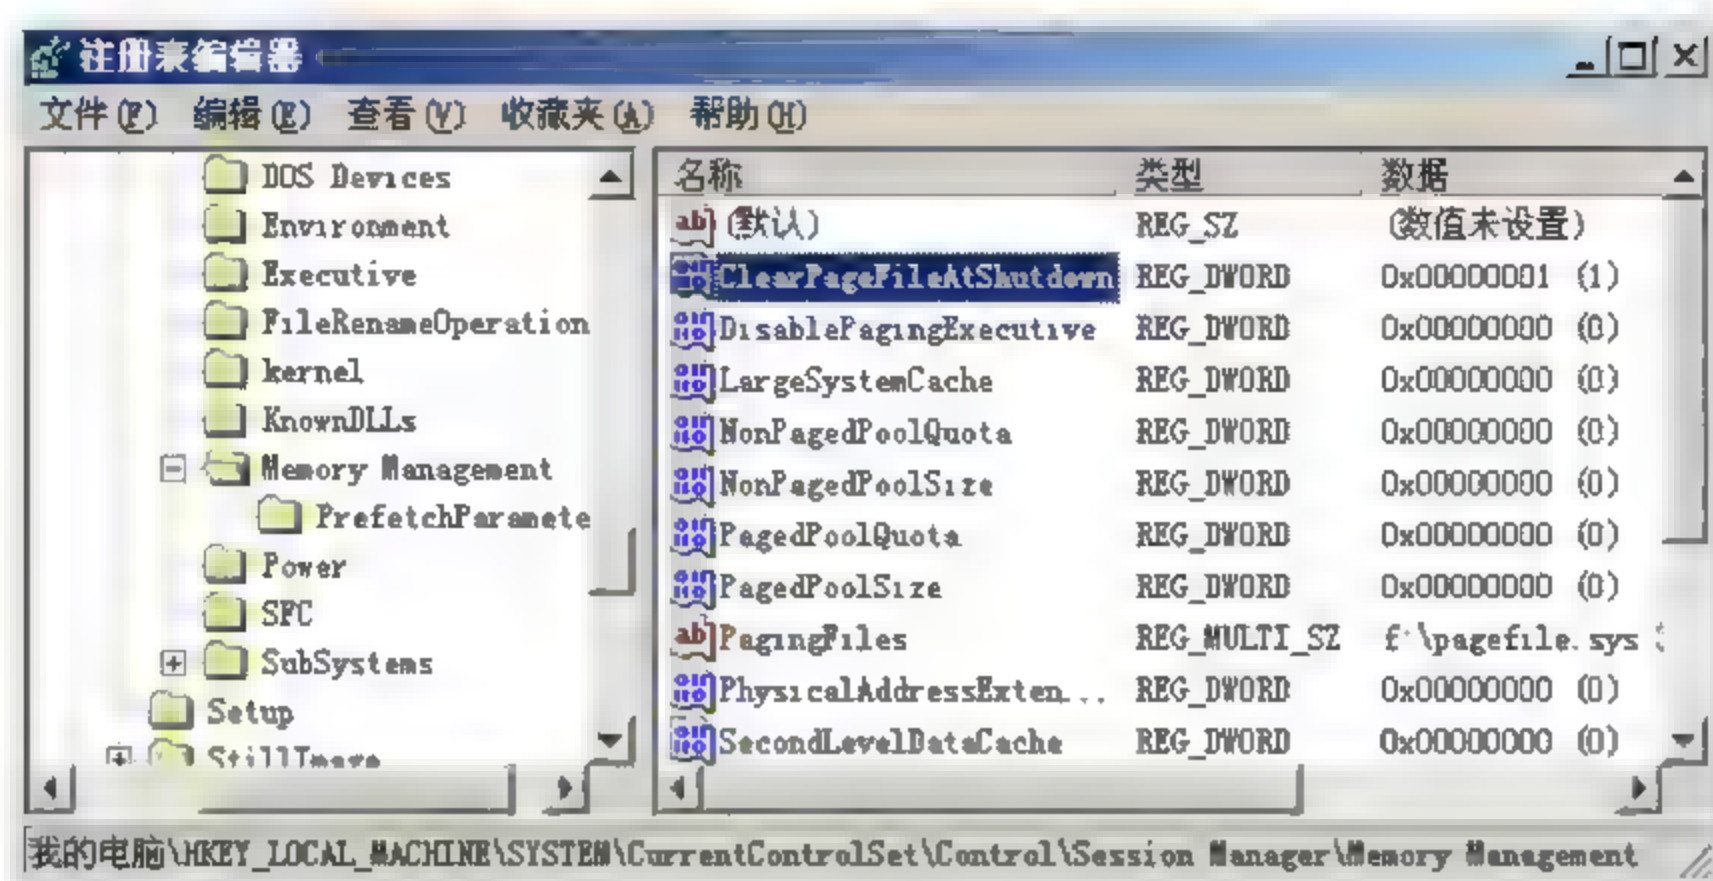 注册表编辑器
文件(F) 编辑(E) 查看(V) 收藏夹(A) 帮助(H)
DOS Devices
Environment
Executive
FileRenameOperation
kernel
KnownDLLs
Memory Management
PrefetchParamete
Power
SFC
SubSystems
Setup
StillImage
名称 类型 数据
(默认) REG_SZ (数值未设置)
ClearPageFileAtShutdown REG_DWORD 0x00000001 (1)
DisablePagingExecutive REG_DWORD 0x00000000 (0)
LargeSystemCache REG_DWORD 0x00000000 (0)
NonPagedPoolQuota REG_DWORD 0x00000000 (0)
NonPagedPoolSize REG_DWORD 0x00000000 (0)
PagedPoolQuota REG_DWORD 0x00000000 (0)
PagedPoolSize REG_DWORD 0x00000000 (0)
PagingFiles REG_MULTI_SZ f:\pagefile.sys
PhysicalAddressExten... REG_DWORD 0x00000000 (0)
SecondLevelDataCache REG_DWORD 0x00000000 (0)
我的电脑\HKEY_LOCAL_MACHINE\SYSTEM\CurrentControlSet\Control\Session Manager\Memory Management